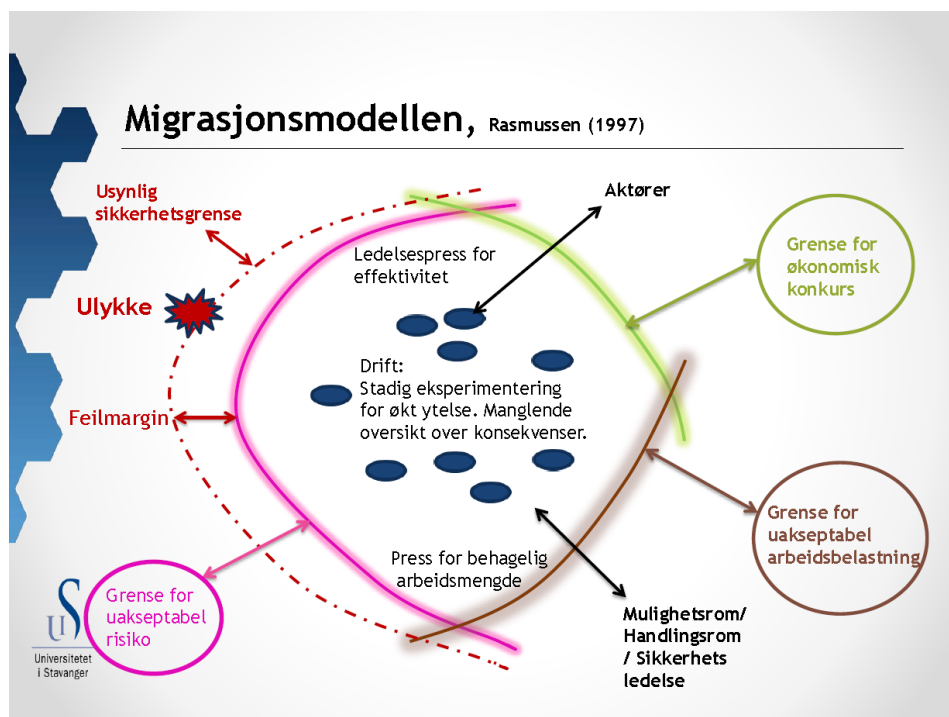 Migrasjonsmodellen, Rasmussen (1997)
Usynlig
sikkerhetsgrense
Aktører
Ledelsespress for
effektivitet
Grense for
økonomisk
konkurs
Ulykke
Drift:
Stadig eksperimentering
for økt ytelse. Manglende
oversikt over konsekvenser.
Feilmargin
Grense for
uakseptabel
arbeidsbelastning
Press for behagelig
arbeidsmengde
Grense for
uakseptabel
risiko
Mulighetsrom/
Handlingsrom
/ Sikkerhets
ledelse
UiS
Universitetet
i Stavanger